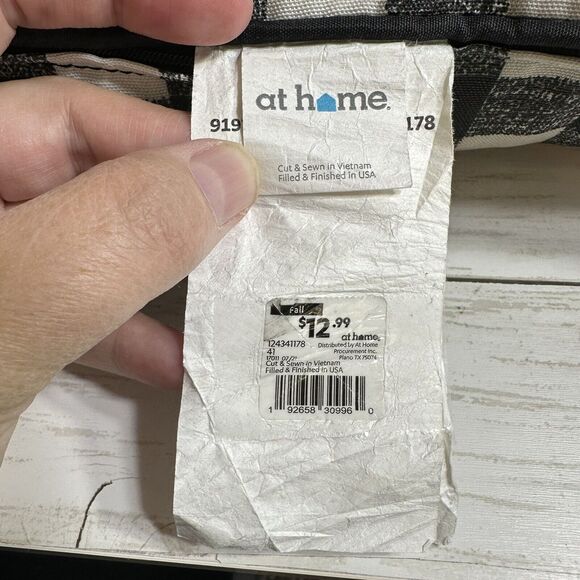 at home®
919 178
Cut & Sewn in Vietnam
Filled & Finished in USA
Fall
$12.99
at home®
124341178
Distributed by At Home
41
Procurement Inc.
Plano TX 75074
Cut & Sewn in Vietnam
Filled & Finished in USA
1 92658 30996 0